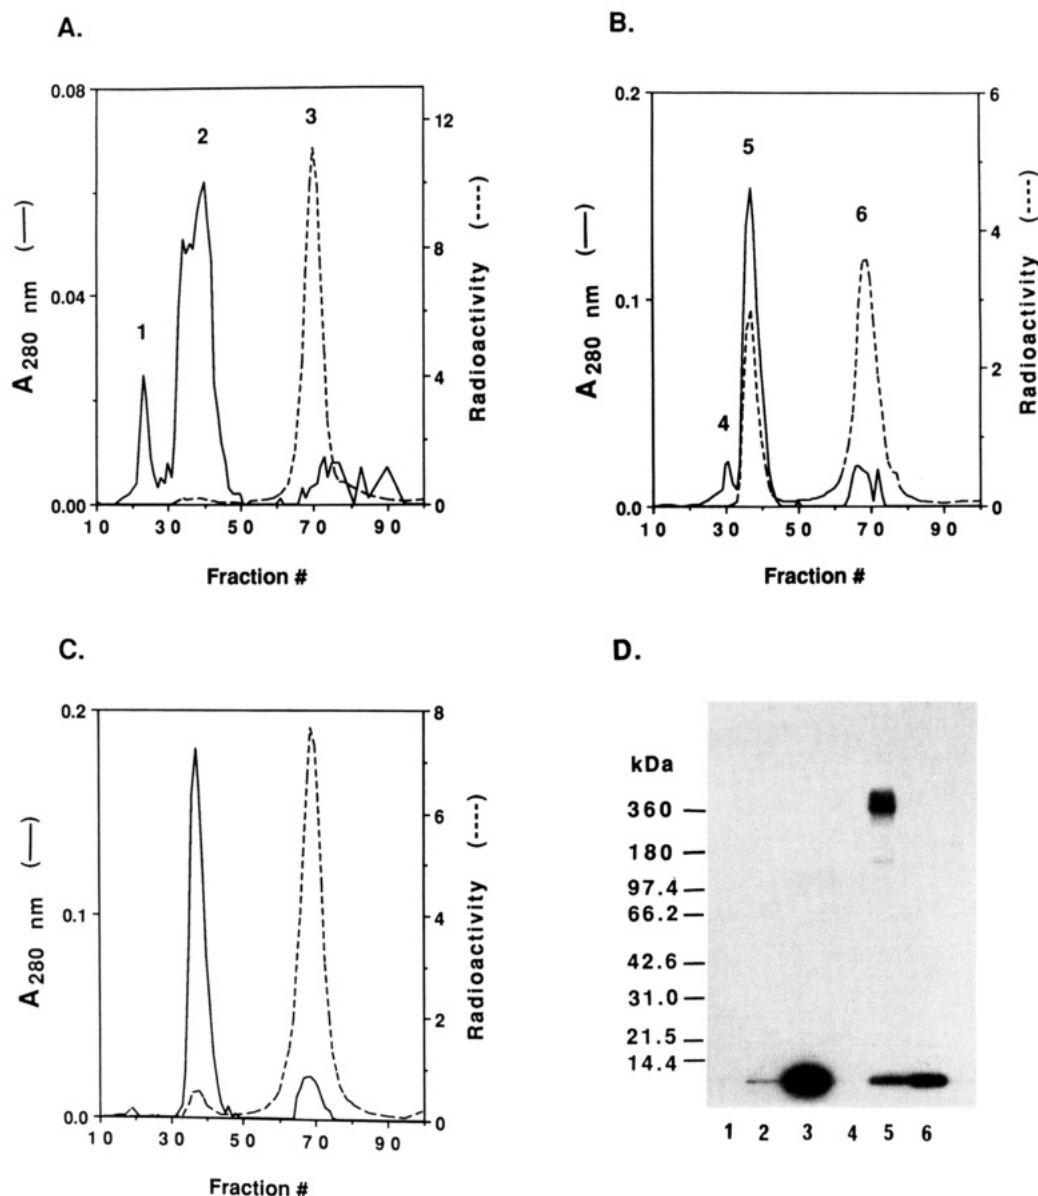 A.
0.08
0.04
0.00
12
10
8
4
0
1
2
3
10 30 50 70 90
A280 nm (—)
Radioactivity (----)
Fraction #
B.
0.2
0.1
0.0
6
4
2
0
4
5
6
10 30 50 70 90
A280 nm (—)
Radioactivity (----)
Fraction #
C.
0.2
0.1
0.0
8
6
4
2
0
10 30 50 70 90
A280 nm (—)
Radioactivity (----)
Fraction #
D.
kDa
360
180
97.4
66.2
42.6
31.0
21.5
14.4
1 2 3 4 5 6